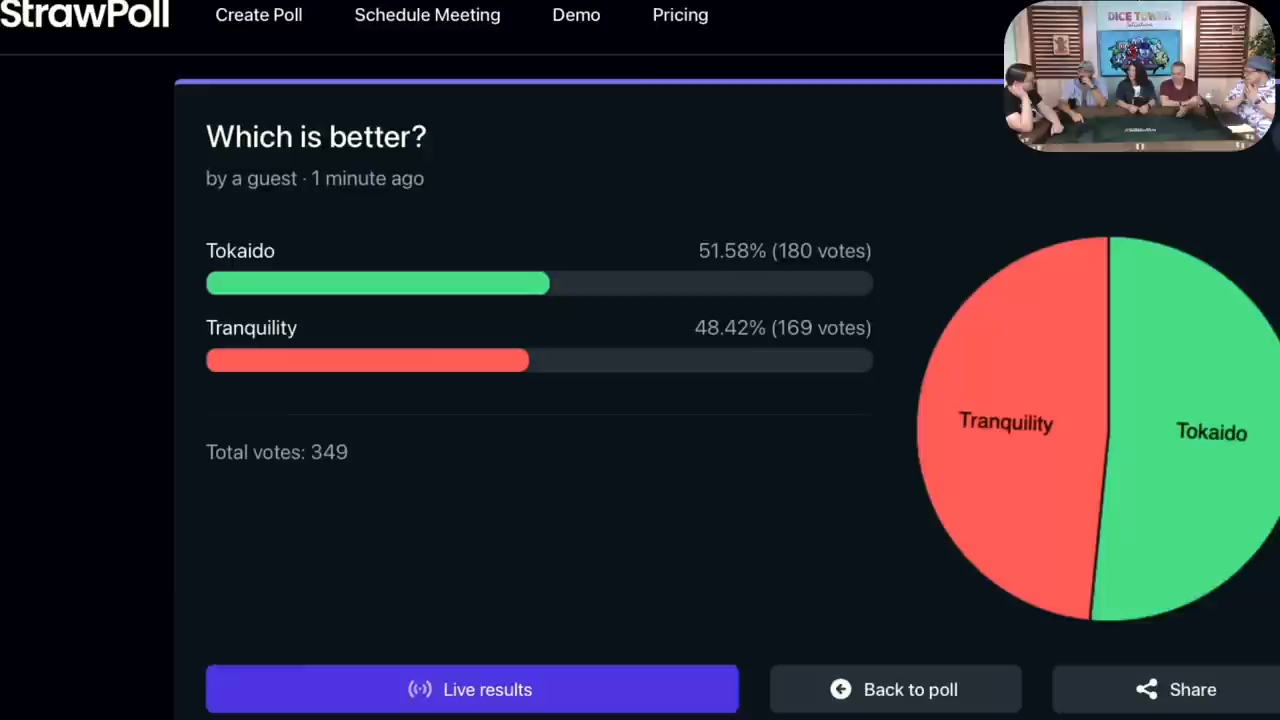 StrawPoll
Create Poll
Schedule Meeting
Demo
Pricing
DICE TOWER
Which is better?
by a guest · 1 minute ago
Tokaido
51.58% (180 votes)
Tranquility
48.42% (169 votes)
Total votes: 349
Tranquility
Tokaido
Live results
Back to poll
Share